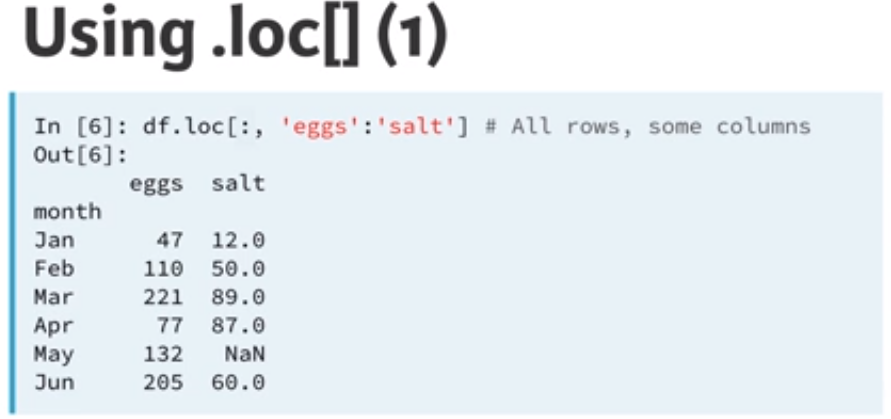 Using .loc[] (1)
In [6]: df.loc[:, 'eggs':'salt'] # All rows, some columns
Out[6]:
       eggs  salt
month
Jan      47  12.0
Feb     110  50.0
Mar     221  89.0
Apr      77  87.0
May     132   NaN
Jun     205  60.0